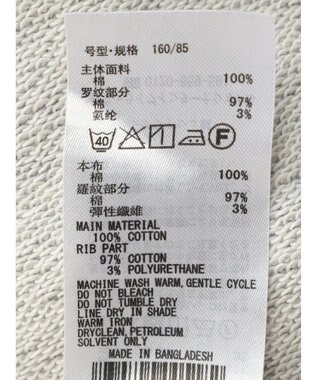 号型·规格 160/85
主体面料
棉 100%
罗纹部分
棉 97%
氨纶 3%
40 F
本布
棉 100%
羅紋部分
棉 97%
彈性纖維 3%
MAIN MATERIAL
100% COTTON
RIB PART
97% COTTON
3% POLYURETHANE
MACHINE WASH WARM, GENTLE CYCLE
DO NOT BLEACH
DO NOT TUMBLE DRY
LINE DRY IN SHADE
WARM IRON
DRYCLEAN, PETROLEUM
SOLVENT ONLY
MADE IN BANGLADESH